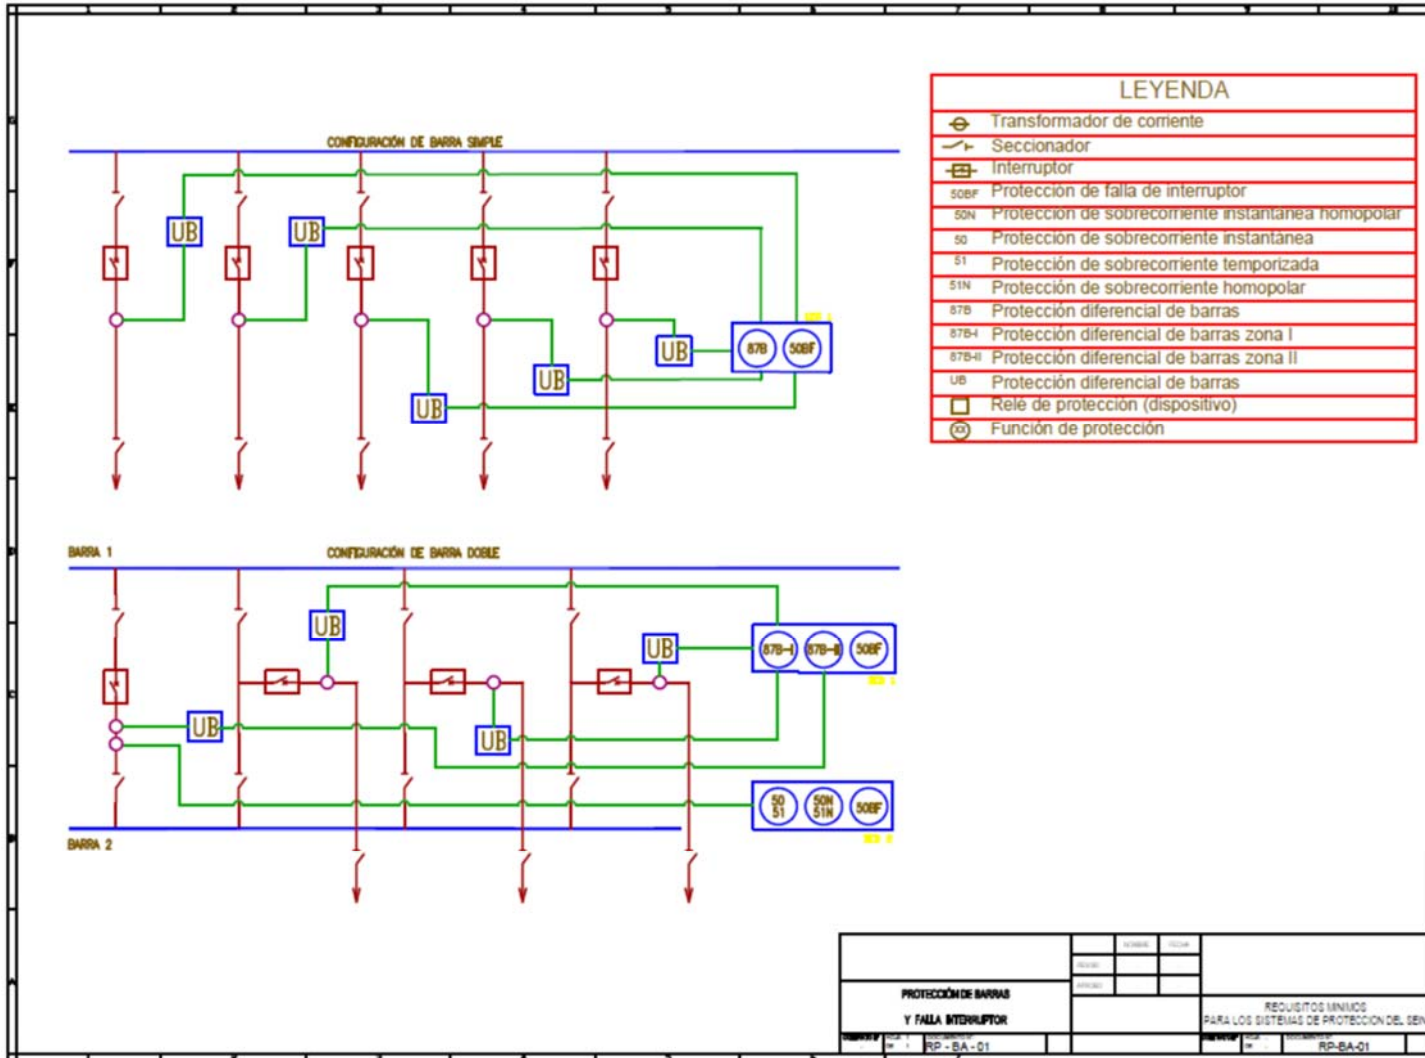 CONFIGURACIÓN DE BARRA SIMPLE
UB
UB
UB
UB
UB
87B
50BF
LEYENDA
Transformador de corriente
Seccionador
Interruptor
50BF Protección de falla de interruptor
50N Protección de sobrecorriente instantánea homopolar
50 Protección de sobrecorriente instantánea
51 Protección de sobrecorriente temporizada
51N Protección de sobrecorriente homopolar
87B Protección diferencial de barras
87B-I Protección diferencial de barras zona I
87B-II Protección diferencial de barras zona II
UB Protección diferencial de barras
Relé de protección (dispositivo)
XX Función de protección
BARRA 1
CONFIGURACIÓN DE BARRA DOBLE
UB
UB
UB
UB
87B-I
87B-II
50BF
50
51
50N
51N
50BF
BARRA 2
NOMBRE
FECHA
PROTECCIÓN DE BARRAS
Y FALLA INTERRUPTOR
REQUISITOS MINIMOS
PARA LOS SISTEMAS DE PROTECCION DEL SEIN
RP - BA - 01
RP-BA-01